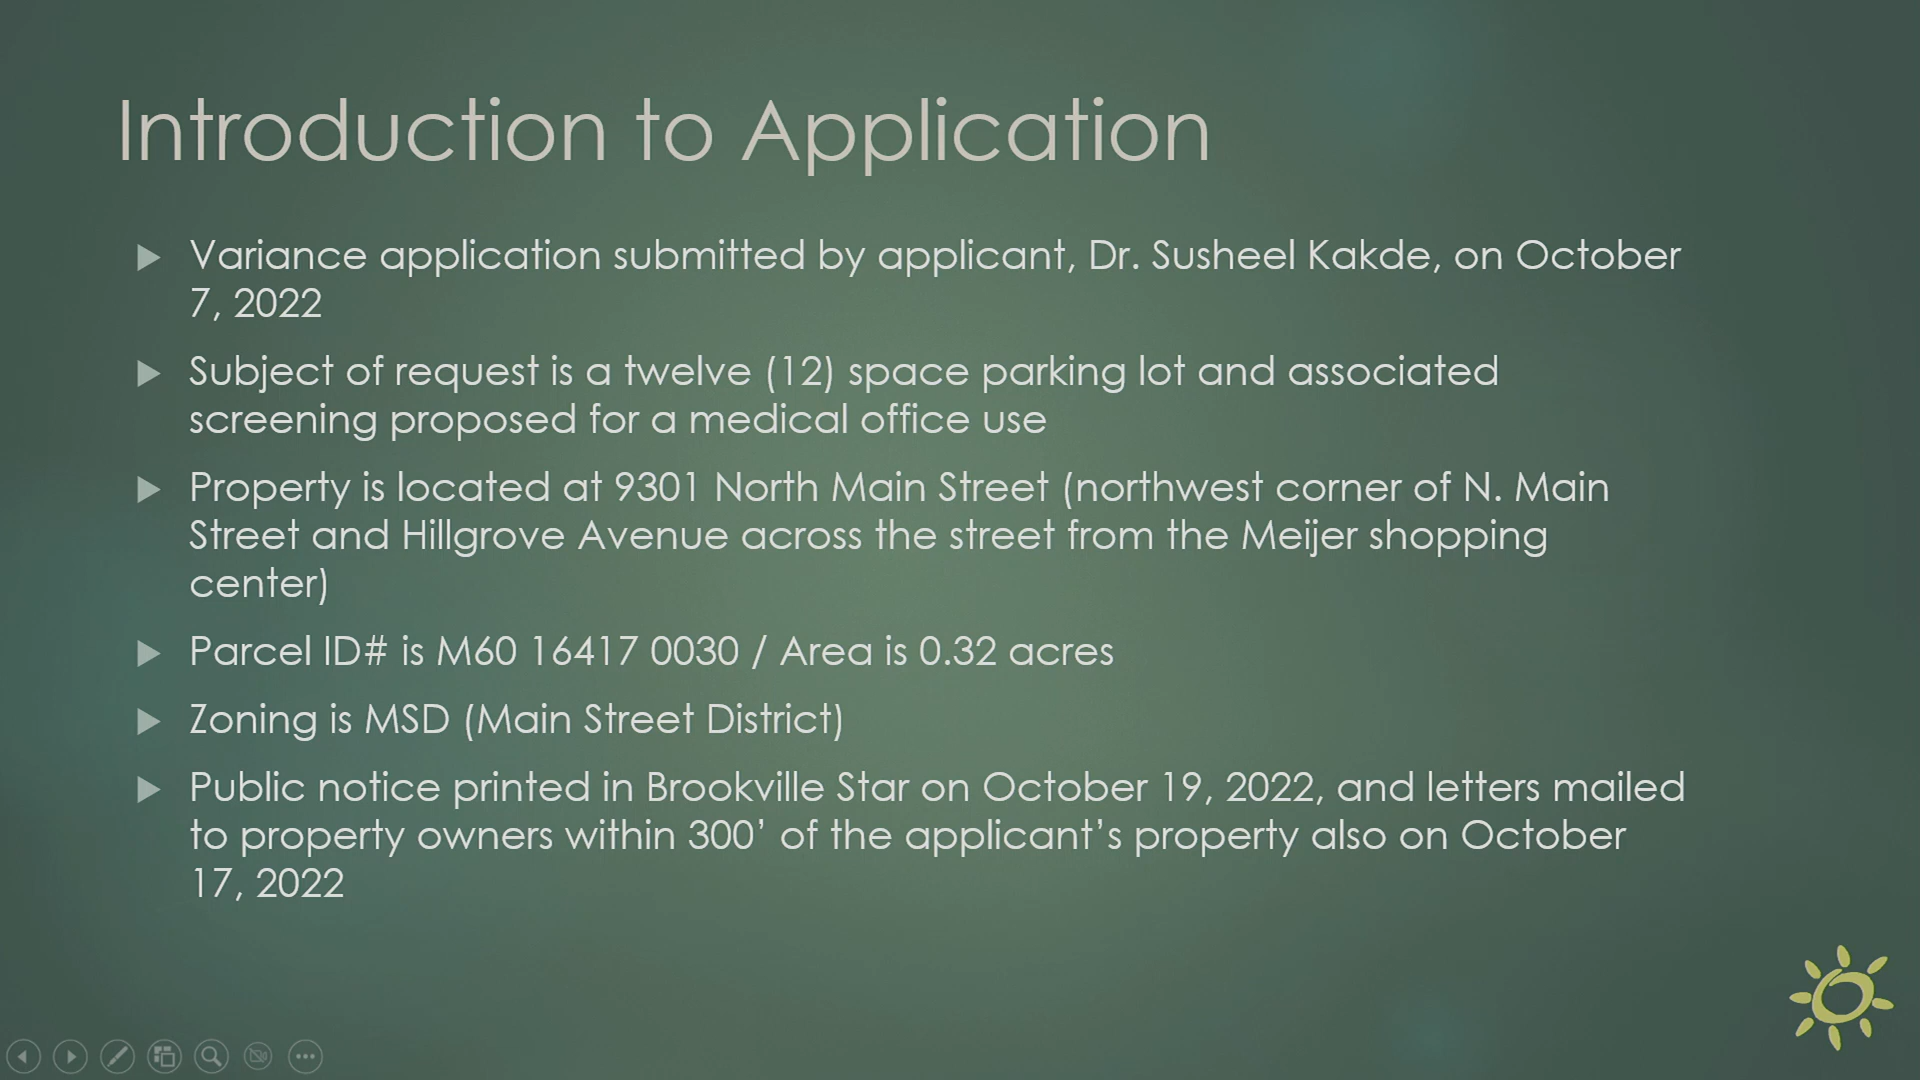 Introduction to Application
Variance application submitted by applicant, Dr. Susheel Kakde, on October
7, 2022
Subject of request is a twelve (12) space parking lot and associated
screening proposed for a medical office use
Property is located at 9301 North Main Street (northwest corner of N. Main
Street and Hillgrove Avenue across the street from the Meijer shopping
center)
Parcel ID# is M60 16417 0030 / Area is 0.32 acres
Zoning is MSD (Main Street District)
Public notice printed in Brookville Star on October 19, 2022, and letters mailed
to property owners within 300’ of the applicant’s property also on October
17, 2022